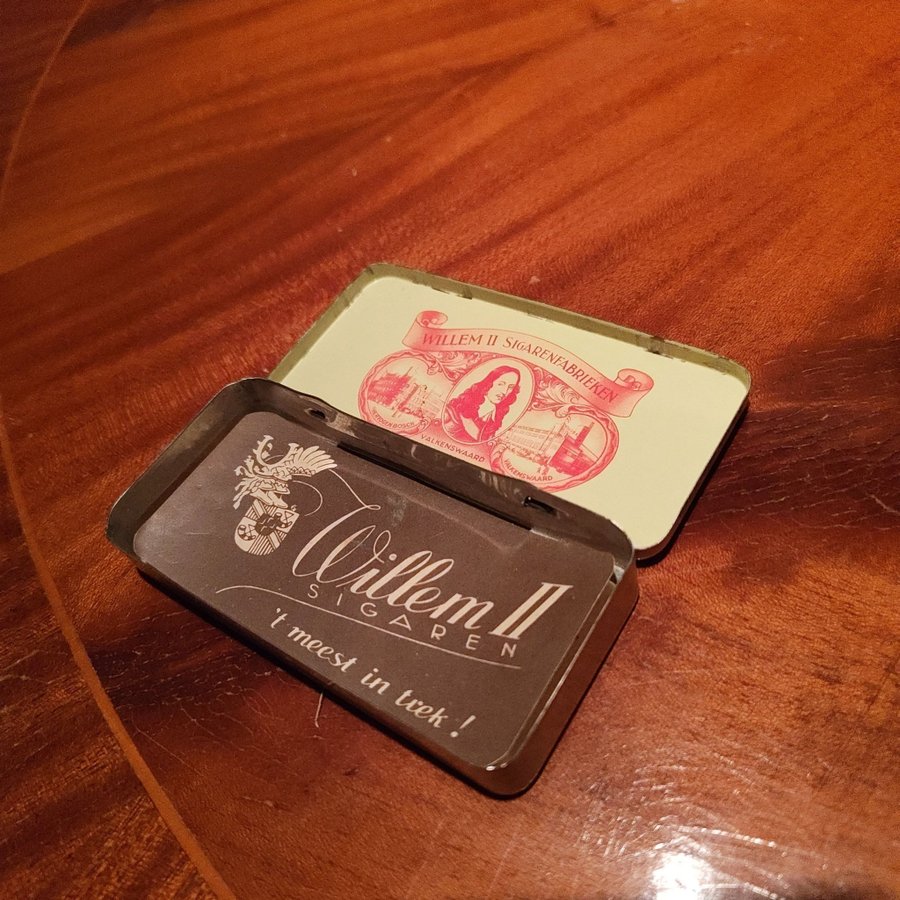 WILLEM II SIGARENFABRIEKEN
VALKENSWAARD
VALKENSWAARD
Willem II
SIGAREN
't meest in trek!